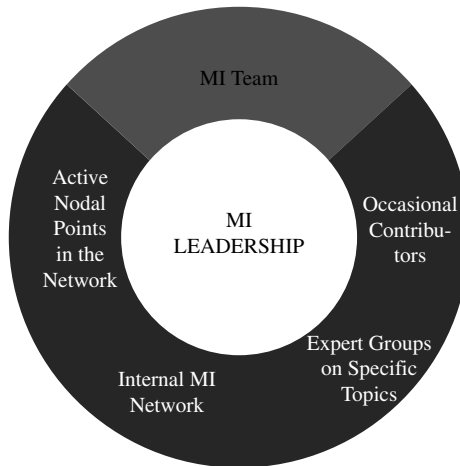 MI Team
Active
Nodal
Points
in the
Network
MI
LEADERSHIP
Occasional
Contribu-
tors
Expert Groups
on Specific
Topics
Internal MI
Network